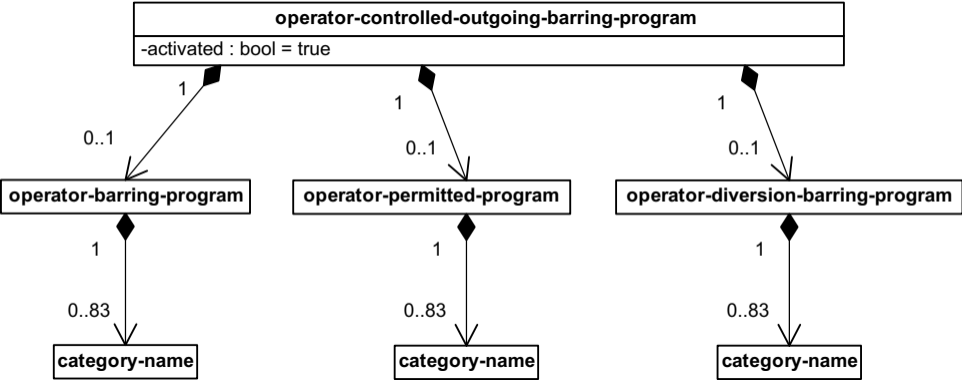 operator-controlled-outgoing-barring-program
-activated : bool = true
1
1
1
0..1
0..1
0..1
operator-barring-program
operator-permitted-program
operator-diversion-barring-program
1
1
1
0..83
0..83
0..83
category-name
category-name
category-name